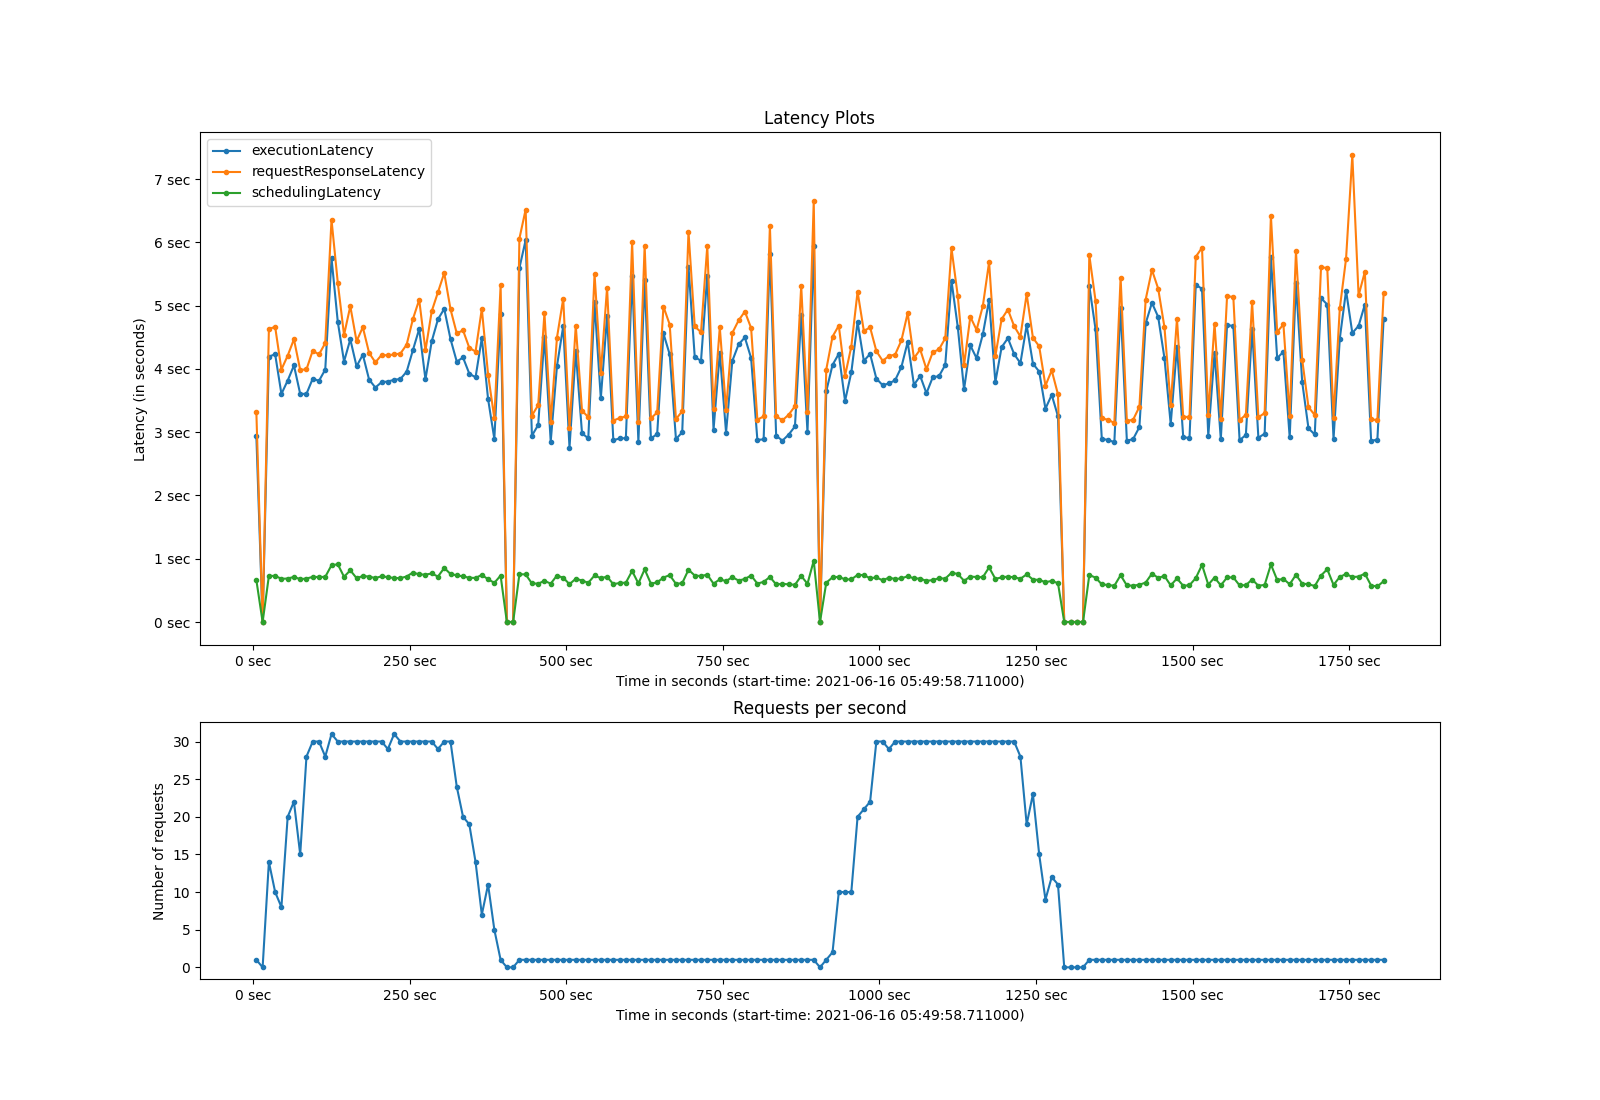 Latency Plots
executionLatency
requestResponseLatency
schedulingLatency
7 sec
6 sec
5 sec
4 sec
3 sec
2 sec
1 sec
0 sec
Latency (in seconds)
0 sec 250 sec 500 sec 750 sec 1000 sec 1250 sec 1500 sec 1750 sec
Time in seconds (start-time: 2021-06-16 05:49:58.711000)
Requests per second
30
25
20
15
10
5
0
Number of requests
0 sec 250 sec 500 sec 750 sec 1000 sec 1250 sec 1500 sec 1750 sec
Time in seconds (start-time: 2021-06-16 05:49:58.711000)